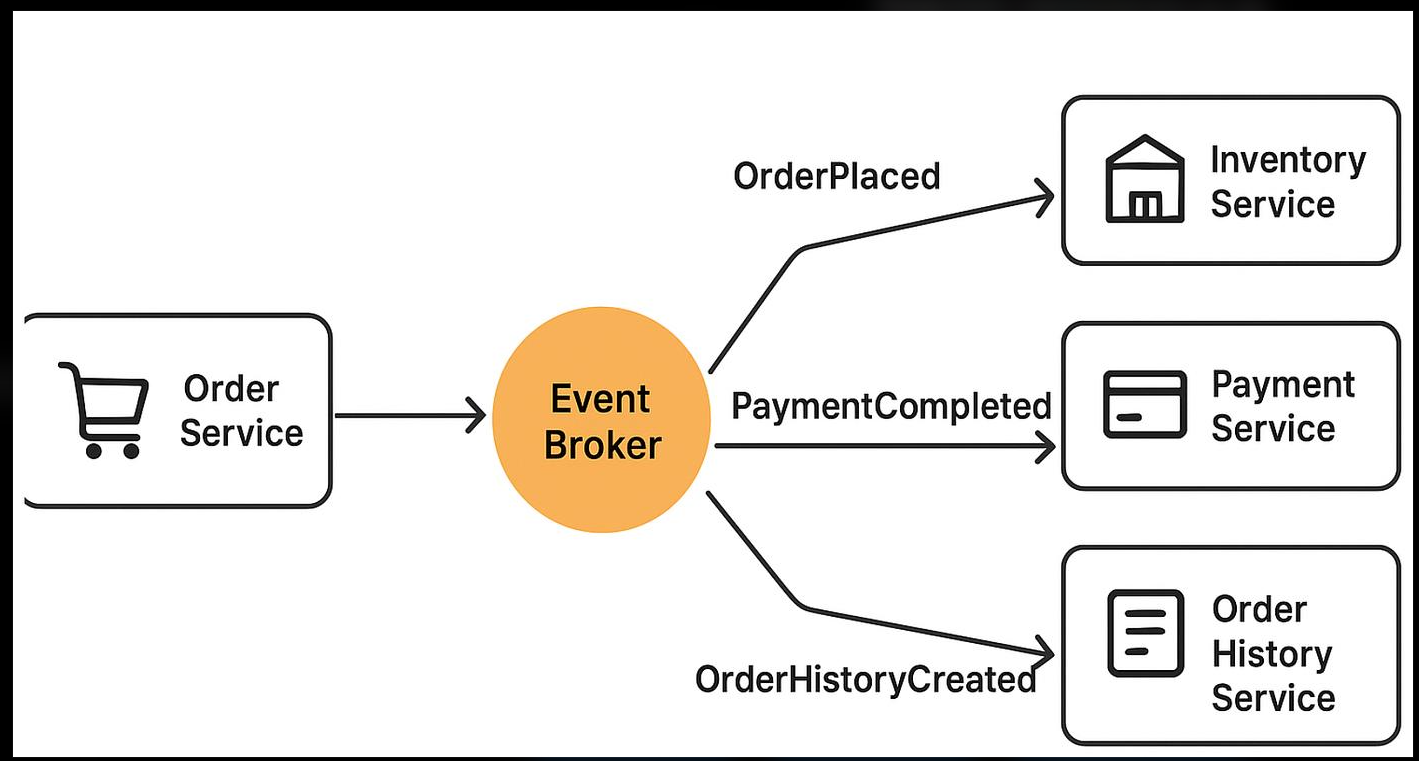 Order
Service
Event
Broker
OrderPlaced
PaymentCompleted
OrderHistoryCreated
Inventory
Service
Payment
Service
Order
History
Service